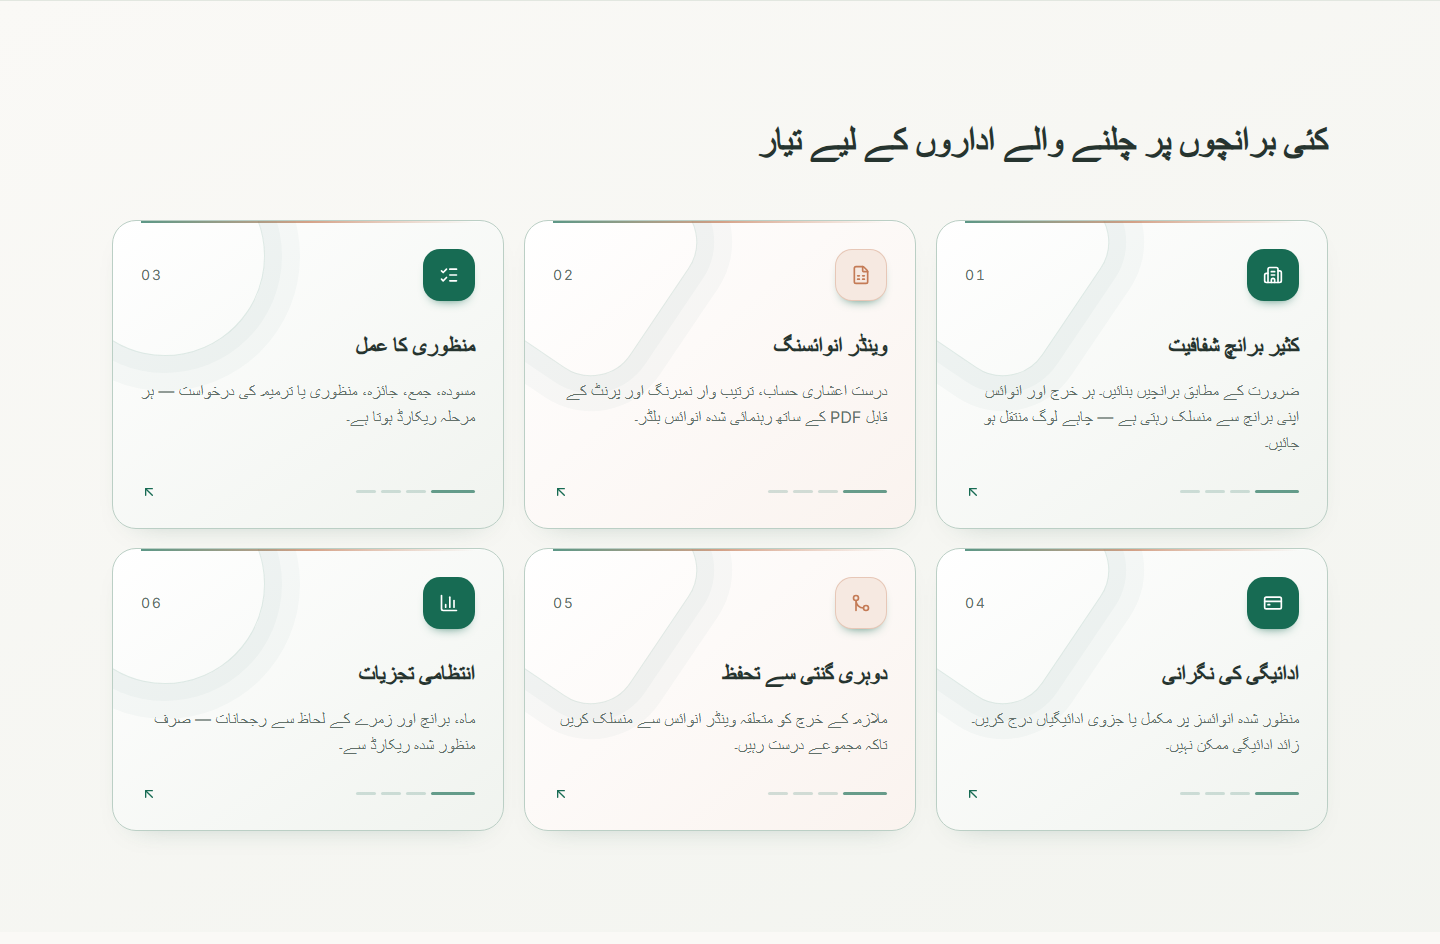 کئی برانچوں پر چلنے والے اداروں کے لیے تیار
01
کثیر برانچ شفافیت
ضرورت کے مطابق برانچیں بنائیں۔ ہر خرچ اور انوائس
اپنی برانچ سے منسلک رہتی ہے — چاہے لوگ منتقل ہو
جائیں۔
02
وینڈر انوائسنگ
درست اعشاری حساب، ترتیب وار نمبرنگ اور پرنٹ کے
قابل PDF کے ساتھ رہنمائی شدہ انوائس بلڈر۔
03
منظوری کا عمل
مسودہ، جمع، جائزہ، منظوری یا ترمیم کی درخواست — ہر
مرحلہ ریکارڈ ہوتا ہے۔
04
ادائیگی کی نگرانی
منظور شدہ انوائسز پر مکمل یا جزوی ادائیگیاں درج کریں۔
زائد ادائیگی ممکن نہیں۔
05
دوہری گنتی سے تحفظ
ملازم کے خرچ کو متعلقہ وینڈر انوائس سے منسلک کریں
تاکہ مجموعے درست رہیں۔
06
انتظامی تجزیات
ماہ، برانچ اور زمرے کے لحاظ سے رجحانات — صرف
منظور شدہ ریکارڈ سے۔